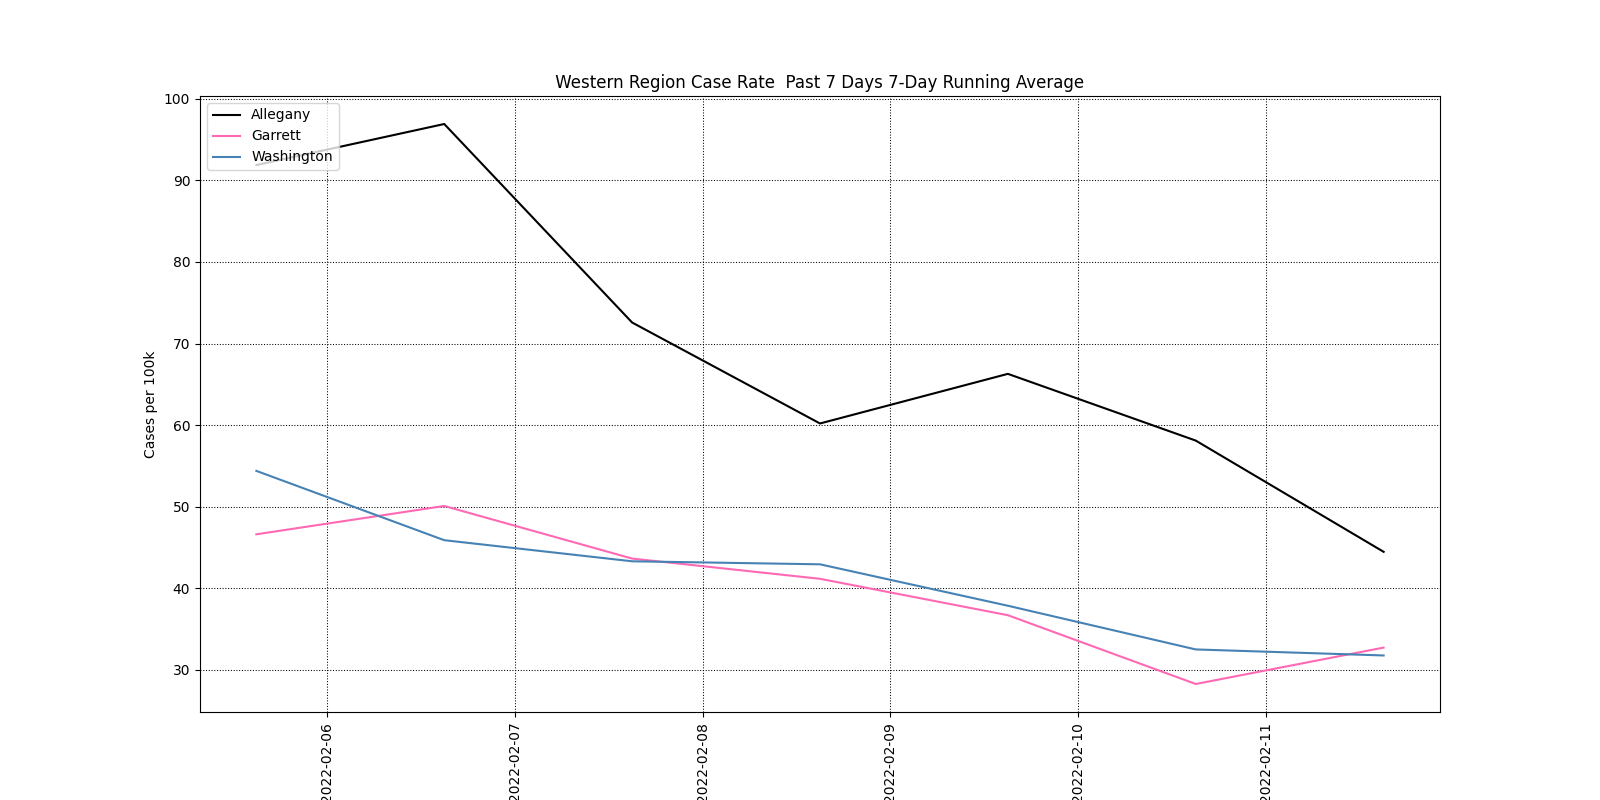 Western Region Case Rate  Past 7 Days 7-Day Running Average
Allegany
Garrett
Washington
Cases per 100k
100
90
80
70
60
50
40
30
2022-02-06
2022-02-07
2022-02-08
2022-02-09
2022-02-10
2022-02-11